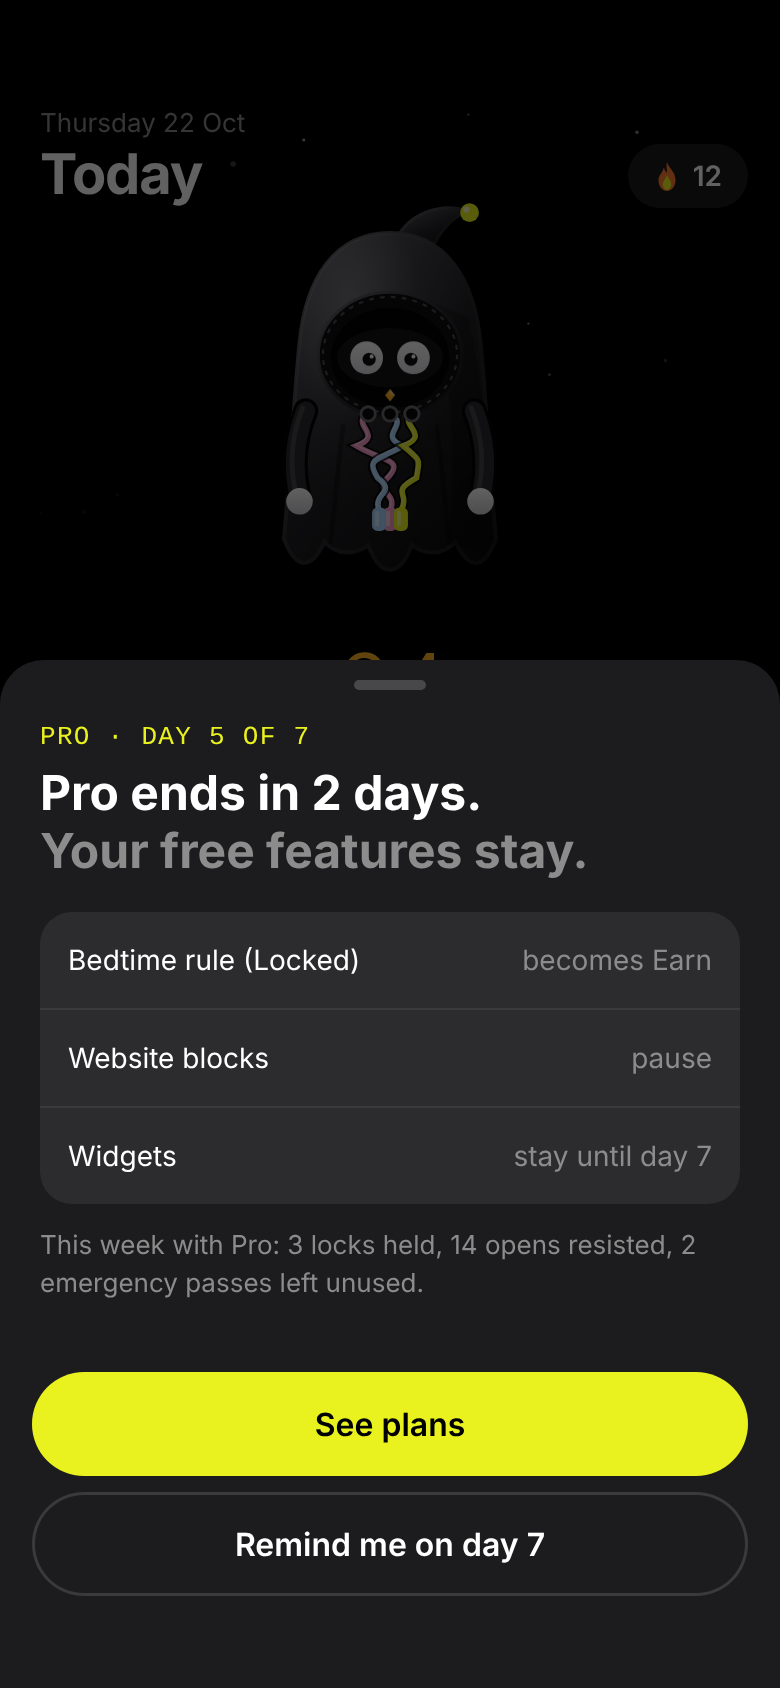 Thursday 22 Oct
Today
12
PRO · DAY 5 OF 7
Pro ends in 2 days.
Your free features stay.
Bedtime rule (Locked) becomes Earn
Website blocks pause
Widgets stay until day 7
This week with Pro: 3 locks held, 14 opens resisted, 2
emergency passes left unused.
See plans
Remind me on day 7